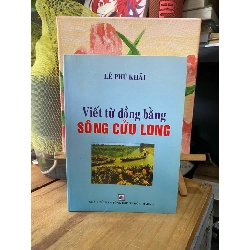 LÊ PHÚ KHẢI
Viết từ đồng bằng
SÔNG CỬU LONG